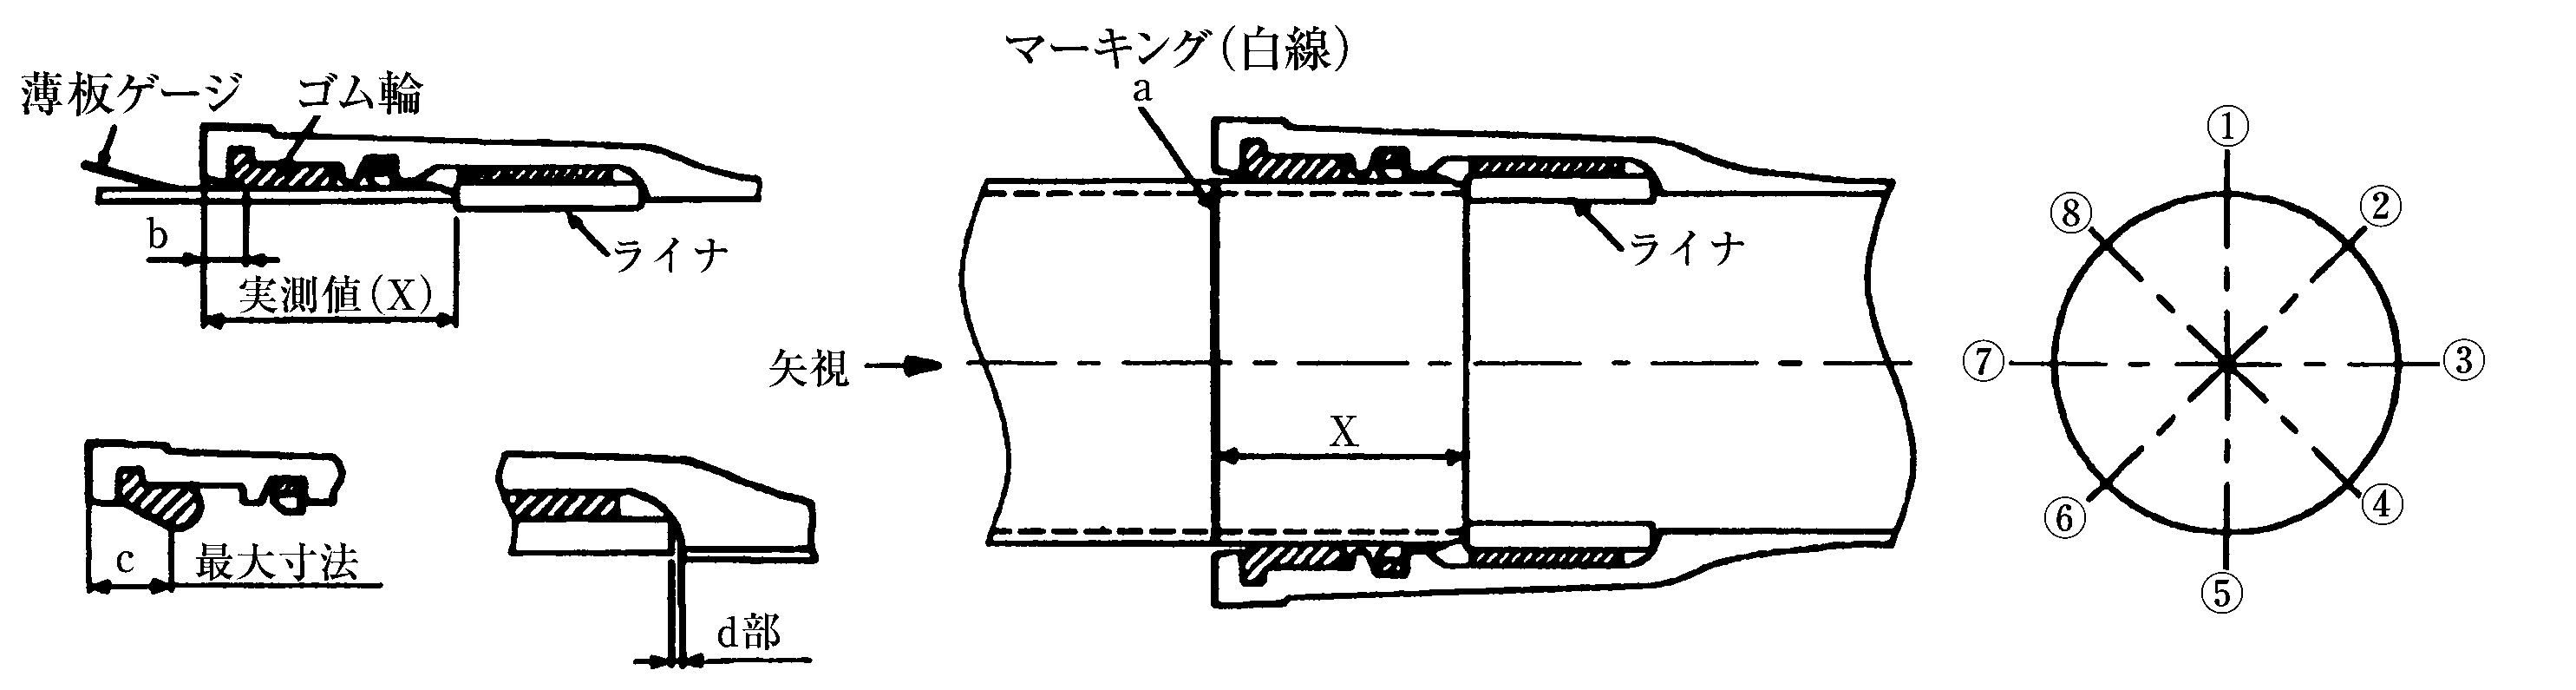 薄板ゲージ
ゴム輪
b
実測値(X)
ライナ
c
最大寸法
d部
マーキング(白線)
a
矢視
X
ライナ
①
②
③
④
⑤
⑥
⑦
⑧